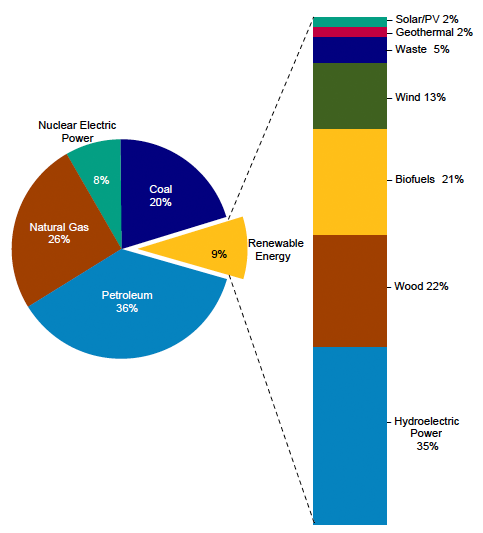 Nuclear Electric
Power
8%
Coal
20%
Natural Gas
26%
9%
Renewable
Energy
Petroleum
36%
Solar/PV 2%
Geothermal 2%
Waste 5%
Wind 13%
Biofuels 21%
Wood 22%
Hydroelectric
Power
35%